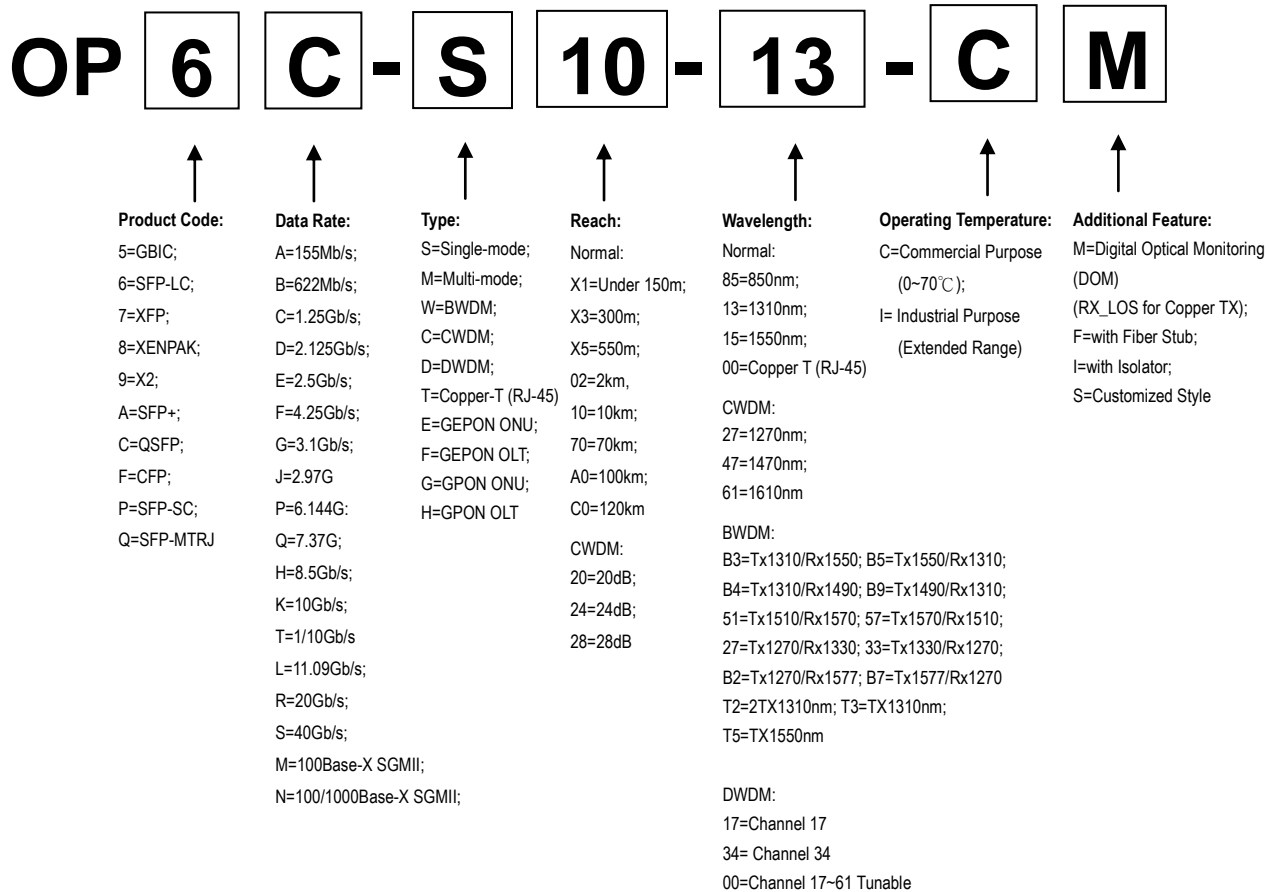 OP 6 C - S 10 - 13 - C M
Product Code:
5=GBIC;
6=SFP-LC;
7=XFP;
8=XENPAK;
9=X2;
A=SFP+;
C=QSFP;
F=CFP;
P=SFP-SC;
Q=SFP-MTRJ
Data Rate:
A=155Mb/s;
B=622Mb/s;
C=1.25Gb/s;
D=2.125Gb/s;
E=2.5Gb/s;
F=4.25Gb/s;
G=3.1Gb/s;
J=2.97G
P=6.144G:
Q=7.37G;
H=8.5Gb/s;
K=10Gb/s;
T=1/10Gb/s
L=11.09Gb/s;
R=20Gb/s;
S=40Gb/s;
M=100Base-X SGMII;
N=100/1000Base-X SGMII;
Type:
S=Single-mode;
M=Multi-mode;
W=BWDM;
C=CWDM;
D=DWDM;
T=Copper-T (RJ-45)
E=GEPON ONU;
F=GEPON OLT;
G=GPON ONU;
H=GPON OLT
Reach:
Normal:
X1=Under 150m;
X3=300m;
X5=550m;
02=2km,
10=10km;
70=70km;
A0=100km;
C0=120km
CWDM:
20=20dB;
24=24dB;
28=28dB
Wavelength:
Normal:
85=850nm;
13=1310nm;
15=1550nm;
00=Copper T (RJ-45)
CWDM:
27=1270nm;
47=1470nm;
61=1610nm
BWDM:
B3=Tx1310/Rx1550; B5=Tx1550/Rx1310;
B4=Tx1310/Rx1490; B9=Tx1490/Rx1310;
51=Tx1510/Rx1570; 57=Tx1570/Rx1510;
27=Tx1270/Rx1330; 33=Tx1330/Rx1270;
B2=Tx1270/Rx1577; B7=Tx1577/Rx1270
T2=2TX1310nm; T3=TX1310nm;
T5=TX1550nm
DWDM:
17=Channel 17
34= Channel 34
00=Channel 17~61 Tunable
Operating Temperature:
C=Commercial Purpose
(0~70℃);
I= Industrial Purpose
(Extended Range)
Additional Feature:
M=Digital Optical Monitoring
(DOM)
(RX_LOS for Copper TX);
F=with Fiber Stub;
I=with Isolator;
S=Customized Style